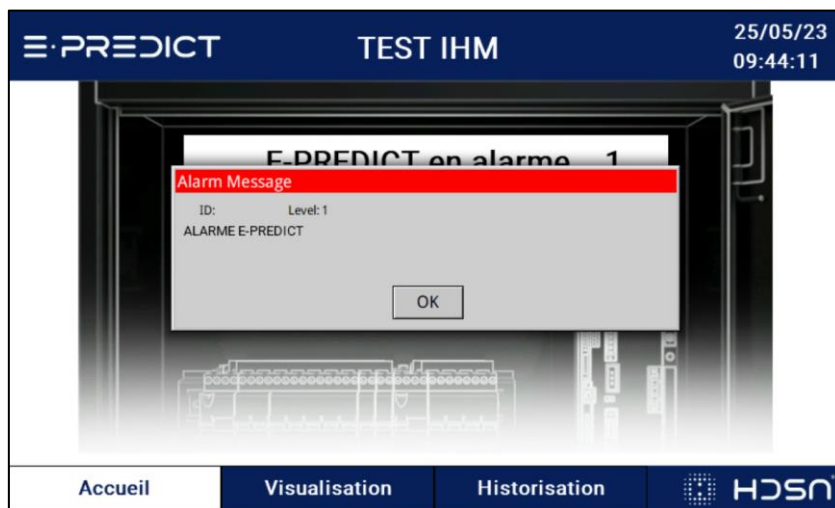 E·PREDICT
TEST IHM
25/05/23
09:44:11
E-PREDICT en alarme 1
Alarm Message
ID: Level: 1
ALARME E-PREDICT
OK
Accueil
Visualisation
Historisation